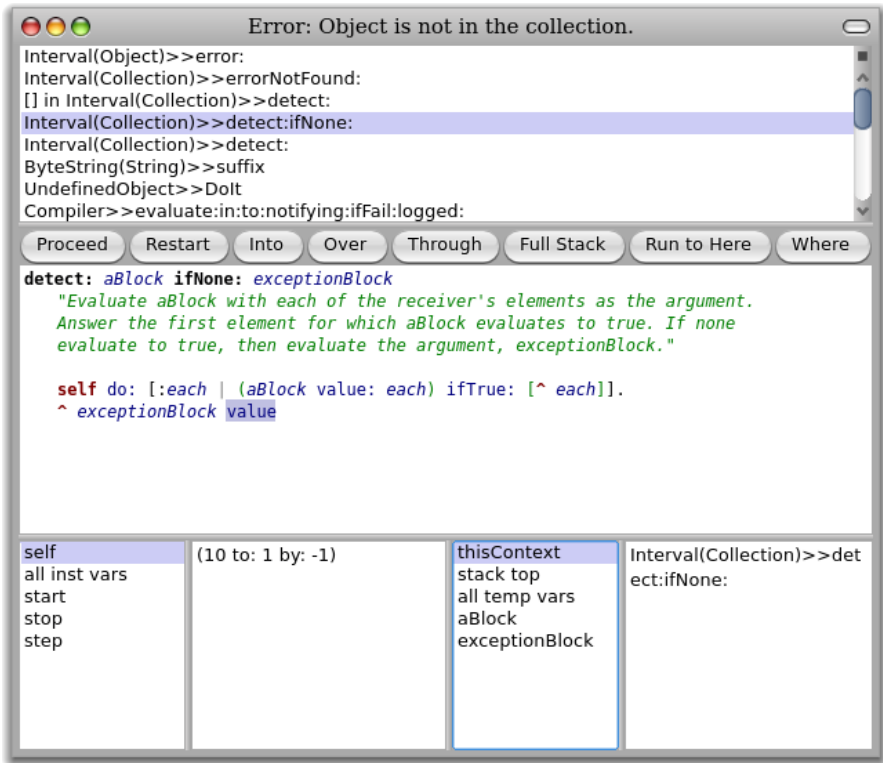 Error: Object is not in the collection.
Interval(Object)>>error:
Interval(Collection)>>errorNotFound:
[] in Interval(Collection)>>detect:
Interval(Collection)>>detect:ifNone:
Interval(Collection)>>detect:
ByteString(String)>>suffix
UndefinedObject>>DoIt
Compiler>>evaluate:in:to:notifying:ifFail:logged:
Proceed Restart Into Over Through Full Stack Run to Here Where
detect: aBlock ifNone: exceptionBlock
"Evaluate aBlock with each of the receiver's elements as the argument.
Answer the first element for which aBlock evaluates to true. If none
evaluate to true, then evaluate the argument, exceptionBlock."
self do: [:each | (aBlock value: each) ifTrue: [^ each]].
^ exceptionBlock value
self
all inst vars
start
stop
step
(10 to: 1 by: -1)
thisContext
stack top
all temp vars
aBlock
exceptionBlock
Interval(Collection)>>det
ect:ifNone: